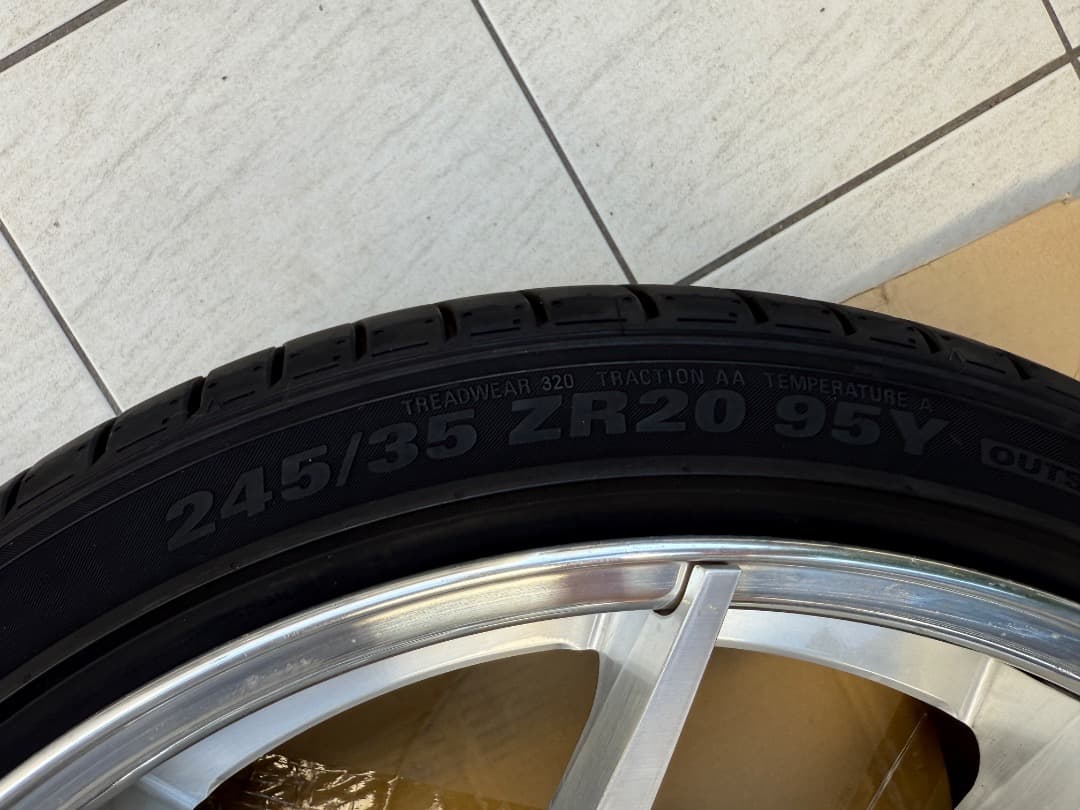 TREADWEAR 320 TRACTION AA TEMPERATURE A
245/35 ZR20 95Y